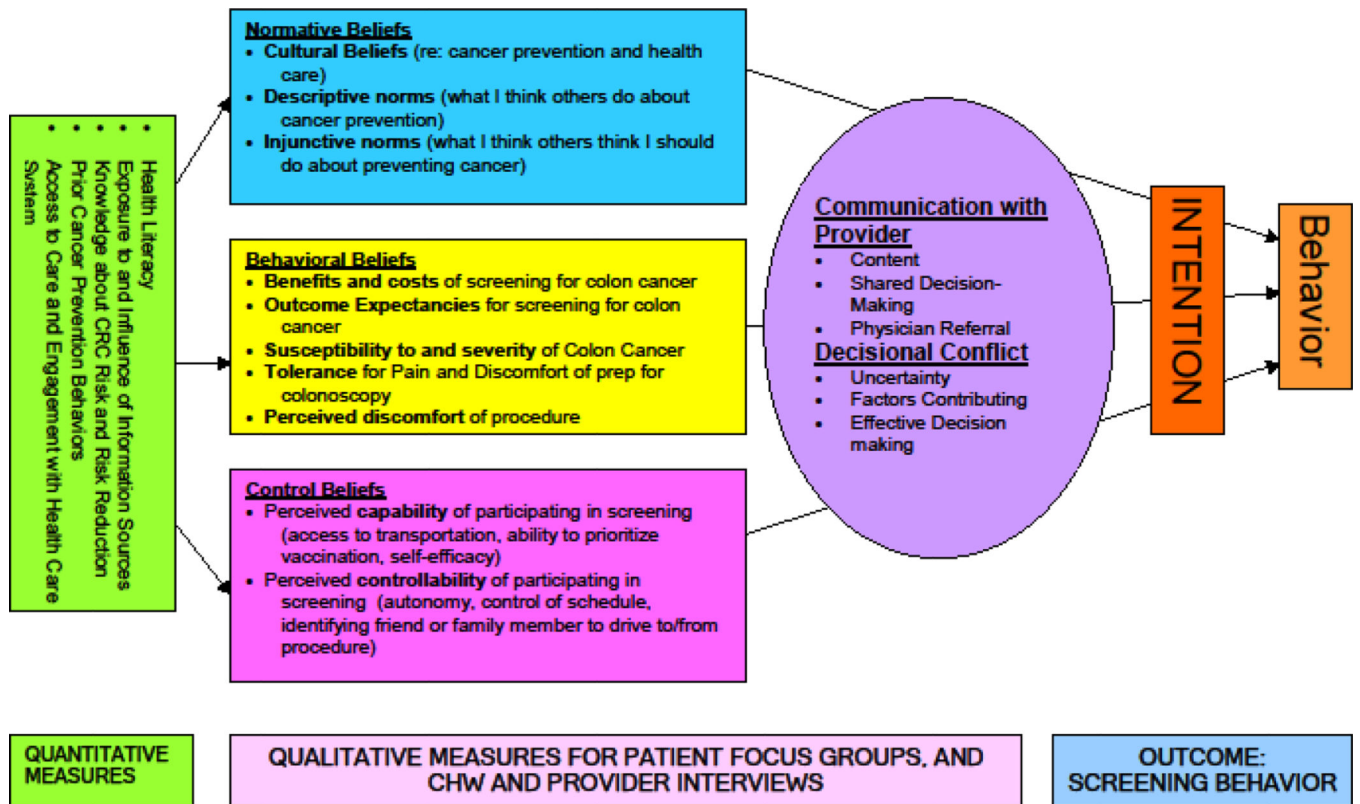 Health Literacy
Exposure to and Influence of Information Sources
Knowledge about CRC Risk and Risk Reduction
Prior Cancer Prevention Behaviors
Access to Care and Engagement with Health Care
System
Normative Beliefs
• Cultural Beliefs (re: cancer prevention and health
care)
• Descriptive norms (what I think others do about
cancer prevention)
• Injunctive norms (what I think others think I should
do about preventing cancer)
Behavioral Beliefs
• Benefits and costs of screening for colon cancer
• Outcome Expectancies for screening for colon
cancer
• Susceptibility to and severity of Colon Cancer
• Tolerance for Pain and Discomfort of prep for
colonoscopy
• Perceived discomfort of procedure
Control Beliefs
• Perceived capability of participating in screening
(access to transportation, ability to prioritize
vaccination, self-efficacy)
• Perceived controllability of participating in
screening (autonomy, control of schedule,
identifying friend or family member to drive to/from
procedure)
Communication with
Provider
• Content
• Shared Decision-
Making
• Physician Referral
Decisional Conflict
• Uncertainty
• Factors Contributing
• Effective Decision
making
INTENTION
Behavior
QUANTITATIVE
MEASURES
QUALITATIVE MEASURES FOR PATIENT FOCUS GROUPS, AND
CHW AND PROVIDER INTERVIEWS
OUTCOME:
SCREENING BEHAVIOR